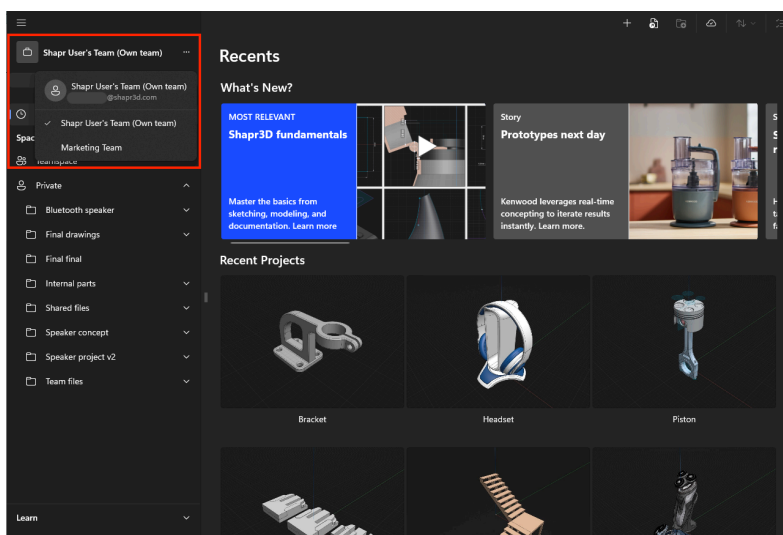 Shapr User's Team (Own team)
Shapr User's Team (Own team)
@shapr3d.com
Shapr User's Team (Own team)
Marketing Team
Spac
Teamspace
Private
Bluetooth speaker
Final drawings
Final final
Internal parts
Shared files
Speaker concept
Speaker project v2
Team files
Learn
Recents
What's New?
MOST RELEVANT
Shapr3D fundamentals
Master the basics from
sketching, modeling, and
documentation. Learn more
Story
Prototypes next day
Kenwood leverages real-time
concepting to iterate results
instantly. Learn more.
Recent Projects
Bracket
Headset
Piston